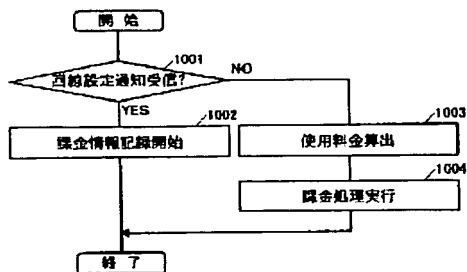 開 始
1001
回線設定通知受信?
NO
YES
1002
課金情報記録開始
1003
使用料金算出
1004
課金処理実行
終 了